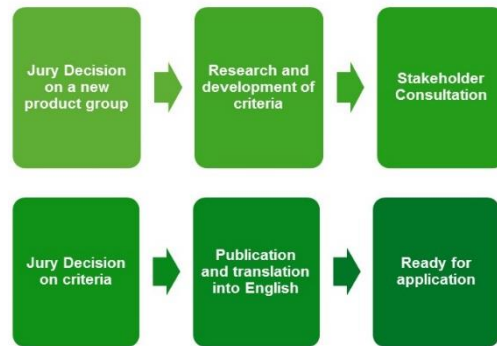 Jury Decision
on a new
product group
Research and
development of
criteria
Stakeholder
Consultation
Jury Decision
on criteria
Publication
and translation
into English
Ready for
application